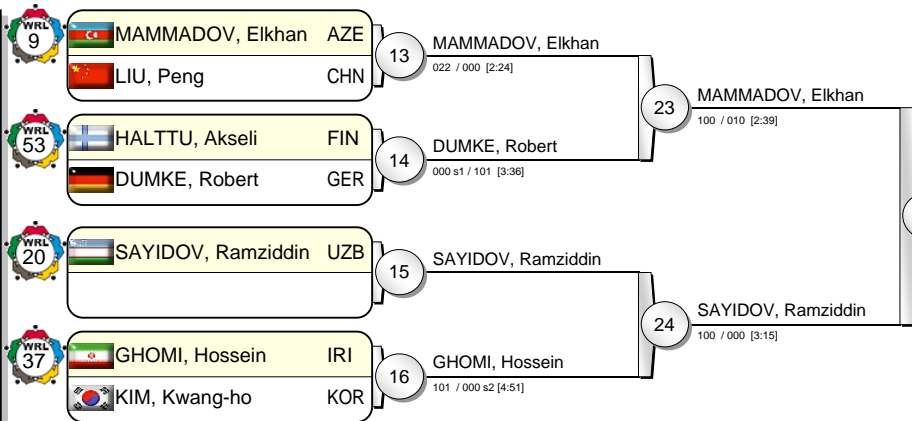 WRL
9
MAMMADOV, Elkhan AZE
LIU, Peng CHN
13
MAMMADOV, Elkhan
022 / 000 [2:24]
WRL
53
HALTTU, Akseli FIN
DUMKE, Robert GER
14
DUMKE, Robert
000 s1 / 101 [3:36]
23
MAMMADOV, Elkhan
100 / 010 [2:39]
WRL
20
SAYIDOV, Ramziddin UZB
15
SAYIDOV, Ramziddin
WRL
37
GHOMI, Hossein IRI
KIM, Kwang-ho KOR
16
GHOMI, Hossein
101 / 000 s2 [4:51]
24
SAYIDOV, Ramziddin
100 / 000 [3:15]